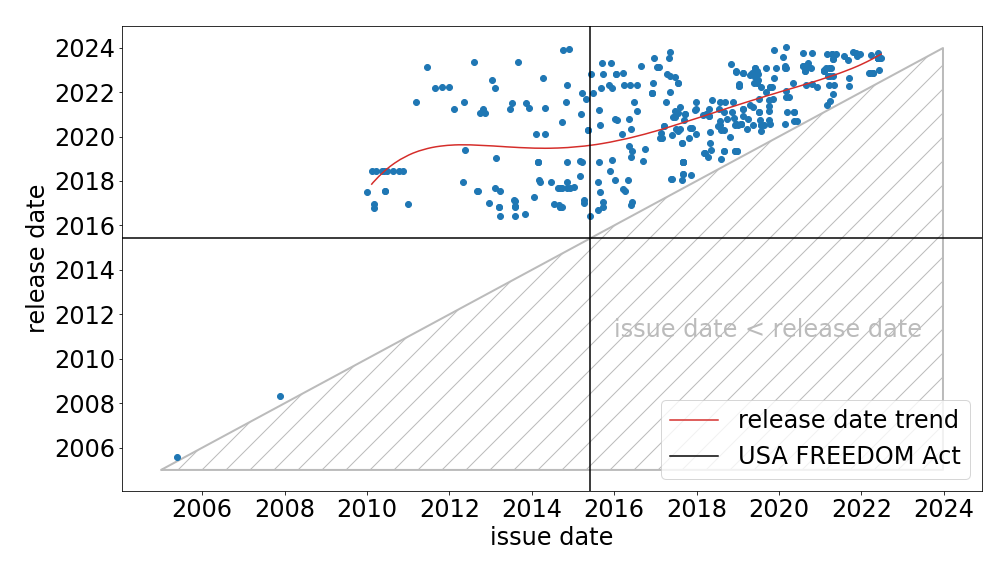 2024
2022
2020
2018
2016
2014
2012
2010
2008
2006
release date
issue date < release date
release date trend
USA FREEDOM Act
2006 2008 2010 2012 2014 2016 2018 2020 2022 2024
issue date